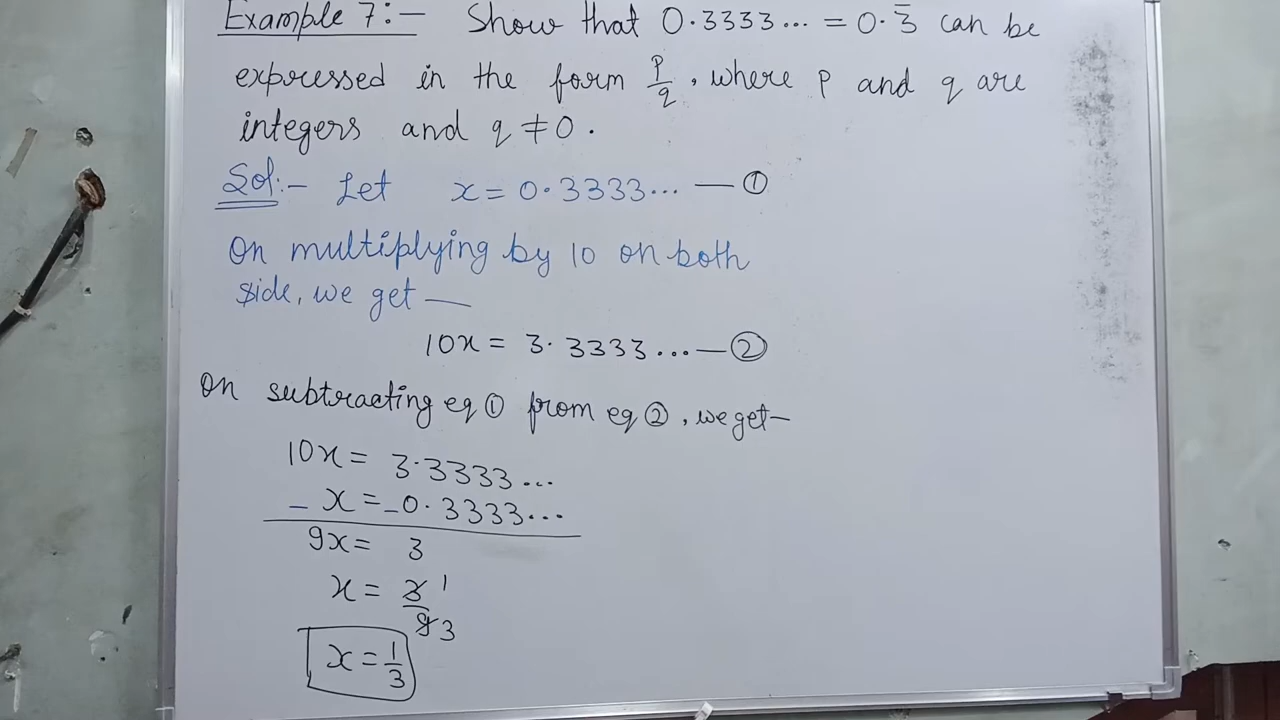 Example 7:- Show that 0.3333... = 0.3̅ can be
expressed in the form p/q, where p and q are
integers and q ≠ 0.
Sol:- Let x = 0.3333... — ①
On multiplying by 10 on both
side, we get —
10x = 3.3333... — ②
On subtracting eq ① from eq ②, we get —
10x = 3.3333...
- x = -0.3333...
9x = 3
x = 3/9 1 3
x = 1/3